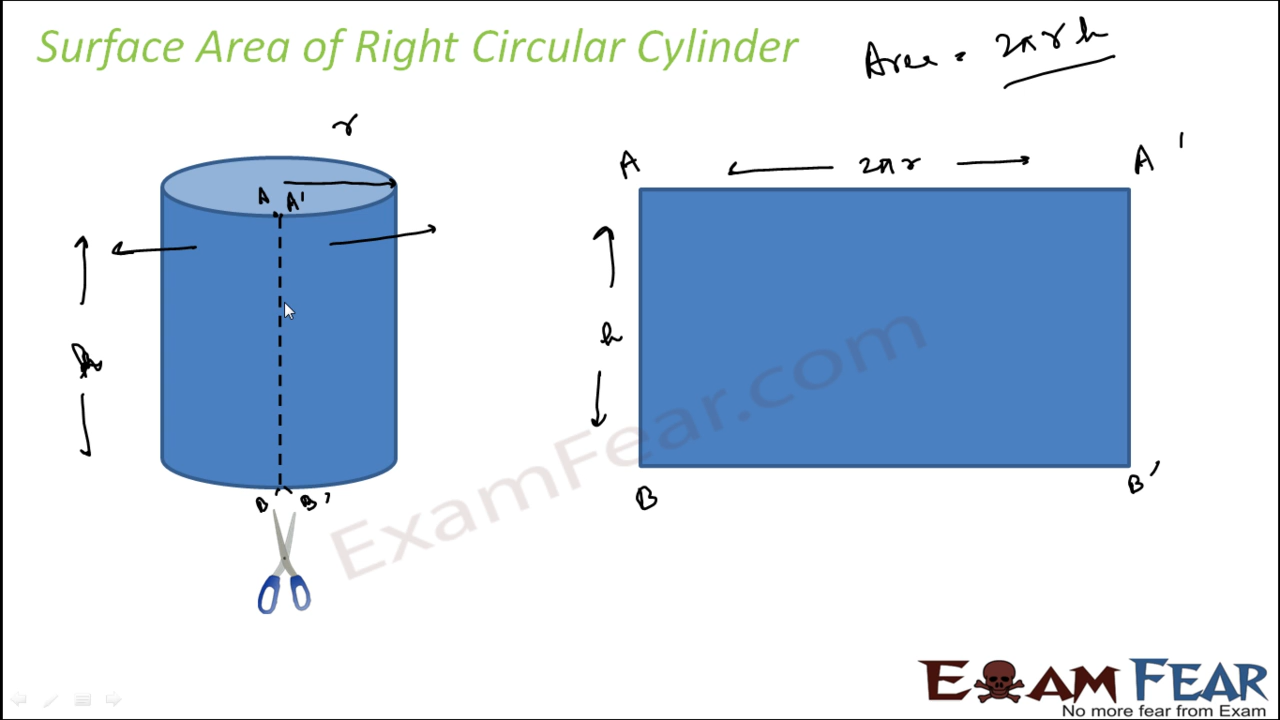 Surface Area of Right Circular Cylinder
Area = 2πrh
r
A A'
h
B B'
A 2πr A'
h
B B'
ExamFear.com
EXAM FEAR
No more fear from Exam